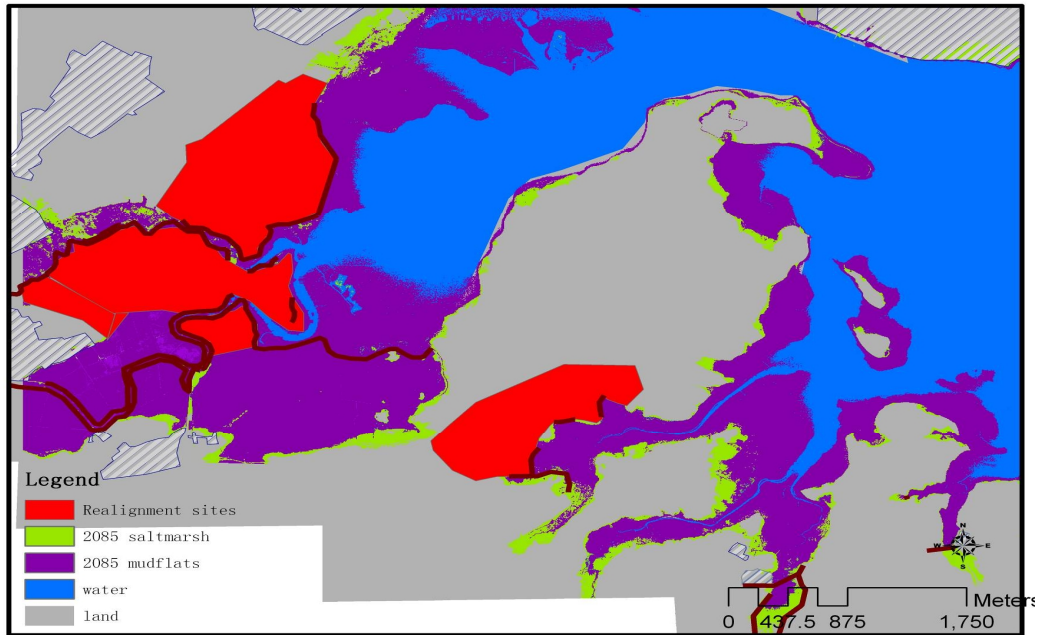 Legend
Realignment sites
2085 saltmarsh
2085 mudflats
water
land
N
W E
S
Meters
0 437.5 875 1,750